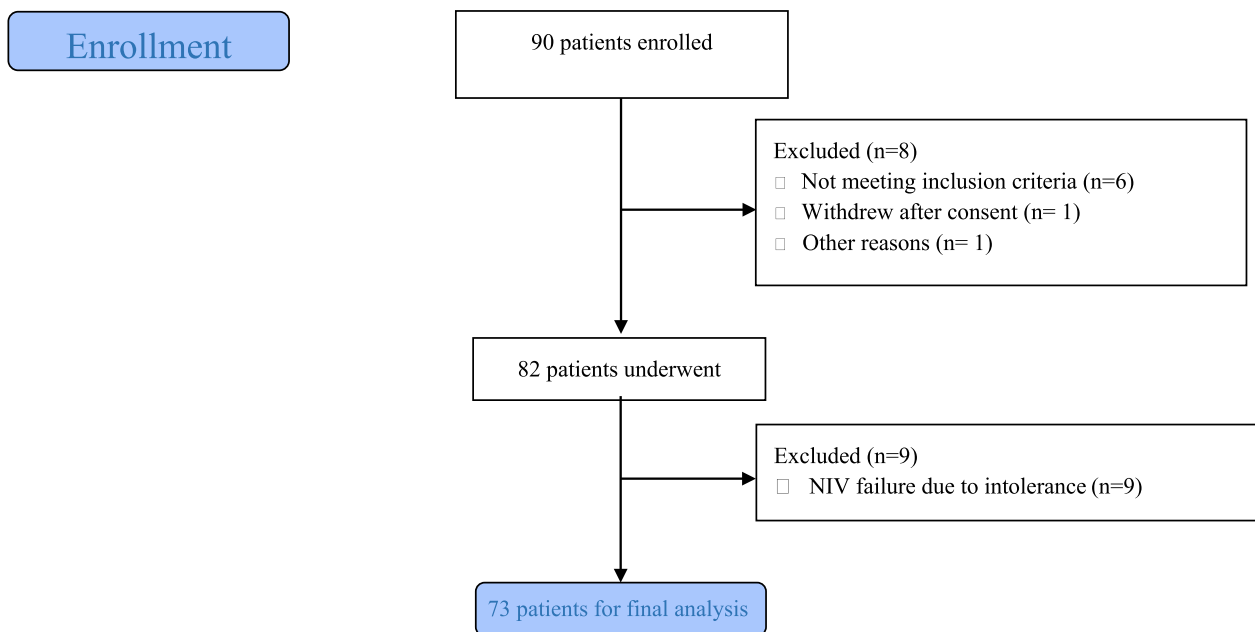 Enrollment
90 patients enrolled
Excluded (n=8)
Not meeting inclusion criteria (n=6)
Withdrew after consent (n= 1)
Other reasons (n= 1)
82 patients underwent
Excluded (n=9)
NIV failure due to intolerance (n=9)
73 patients for final analysis